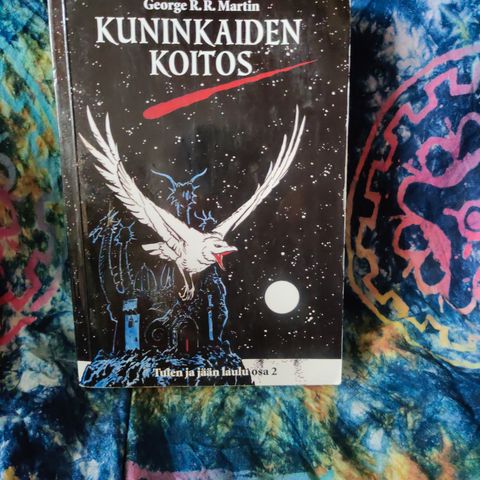 George R. R. Martin
KUNINKAIDEN
KOITOS
Tulen ja jään laulu osa 2